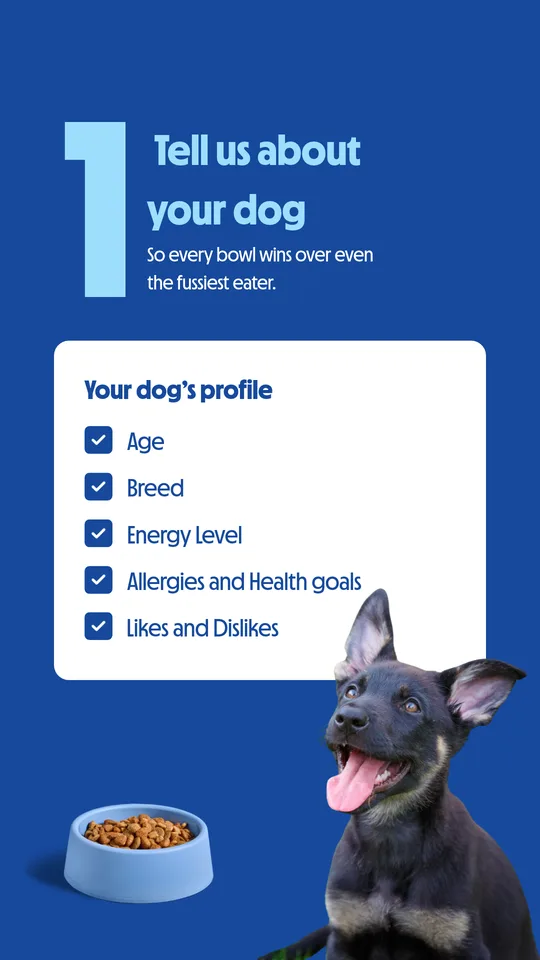 1
Tell us about
your dog
So every bowl wins over even
the fussiest eater.
Your dog’s profile
Age
Breed
Energy Level
Allergies and Health goals
Likes and Dislikes